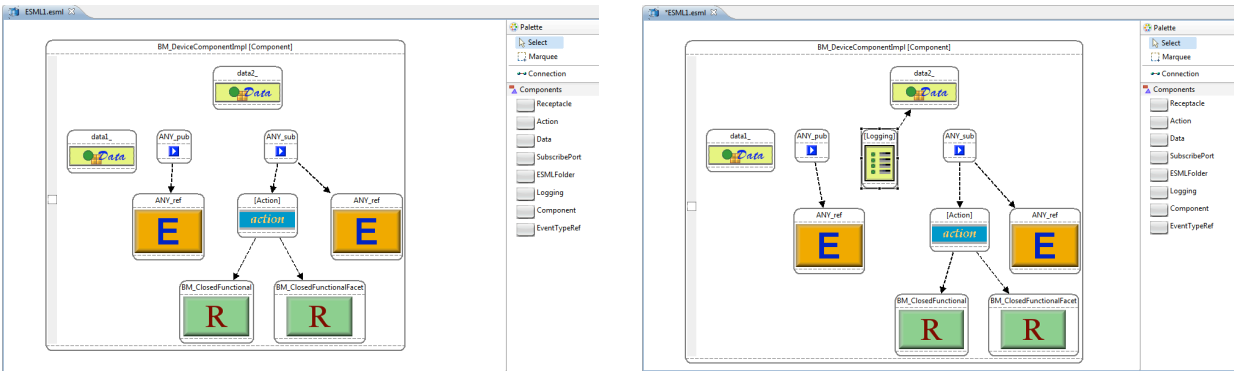 ESML1.esml
BM_DeviceComponentImpl [Component]
data2_
Data
data1_
Data
ANY_pub
ANY_sub
ANY_ref
E
[Action]
action
ANY_ref
E
BM_ClosedFunctional
R
BM_ClosedFunctionalFacet
R
Palette
Select
Marquee
Connection
Components
Receptacle
Action
Data
SubscribePort
ESMLFolder
Logging
Component
EventTypeRef
*ESML1.esml
BM_DeviceComponentImpl [Component]
data2_
Data
data1_
Data
ANY_pub
[Logging]
ANY_sub
ANY_ref
E
[Action]
action
ANY_ref
E
BM_ClosedFunctional
R
BM_ClosedFunctionalFacet
R
Palette
Select
Marquee
Connection
Components
Receptacle
Action
Data
SubscribePort
ESMLFolder
Logging
Component
EventTypeRef